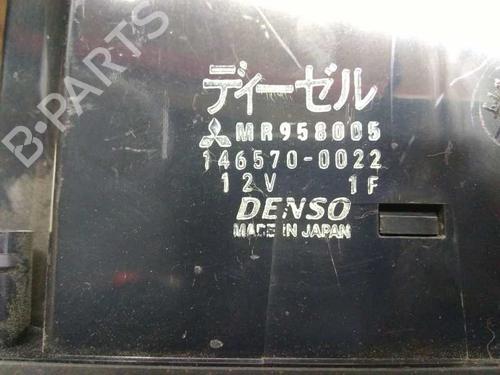 ディーゼル
MR958005
146570-0022
12V 1F
DENSO
MADE IN JAPAN
B-PARTS